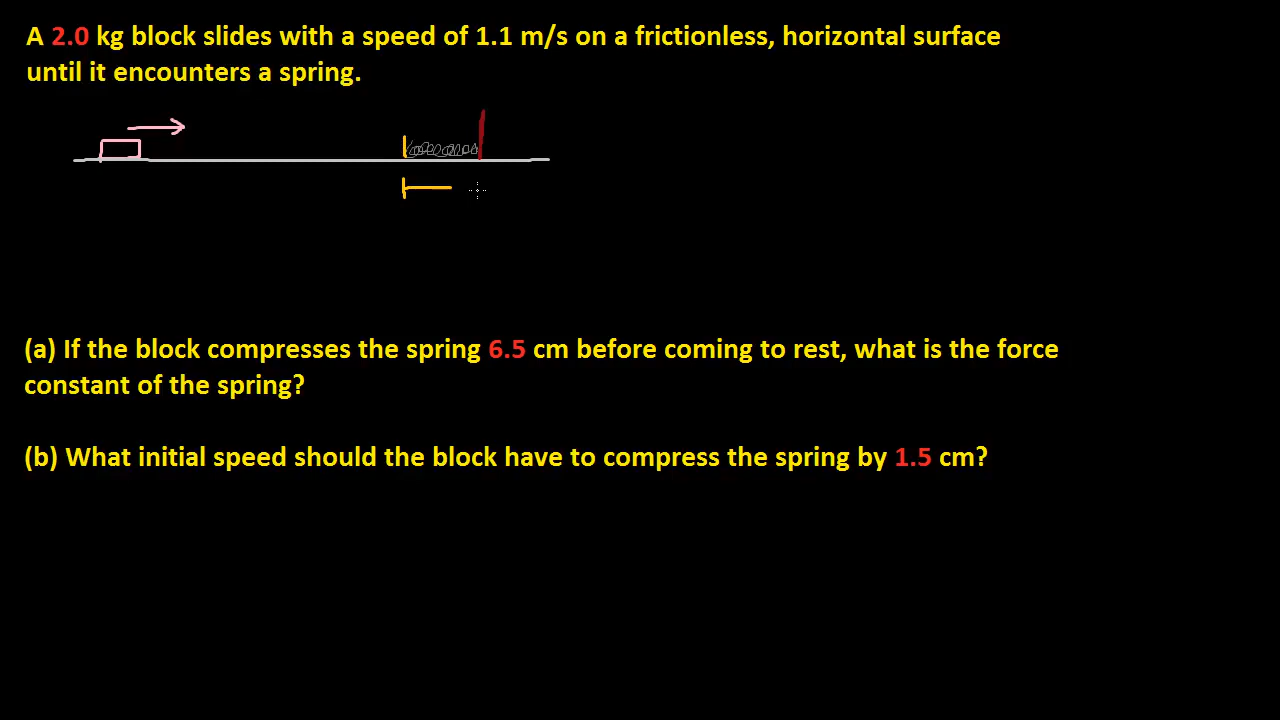 A 2.0 kg block slides with a speed of 1.1 m/s on a frictionless, horizontal surface
until it encounters a spring.
(a) If the block compresses the spring 6.5 cm before coming to rest, what is the force
constant of the spring?
(b) What initial speed should the block have to compress the spring by 1.5 cm?